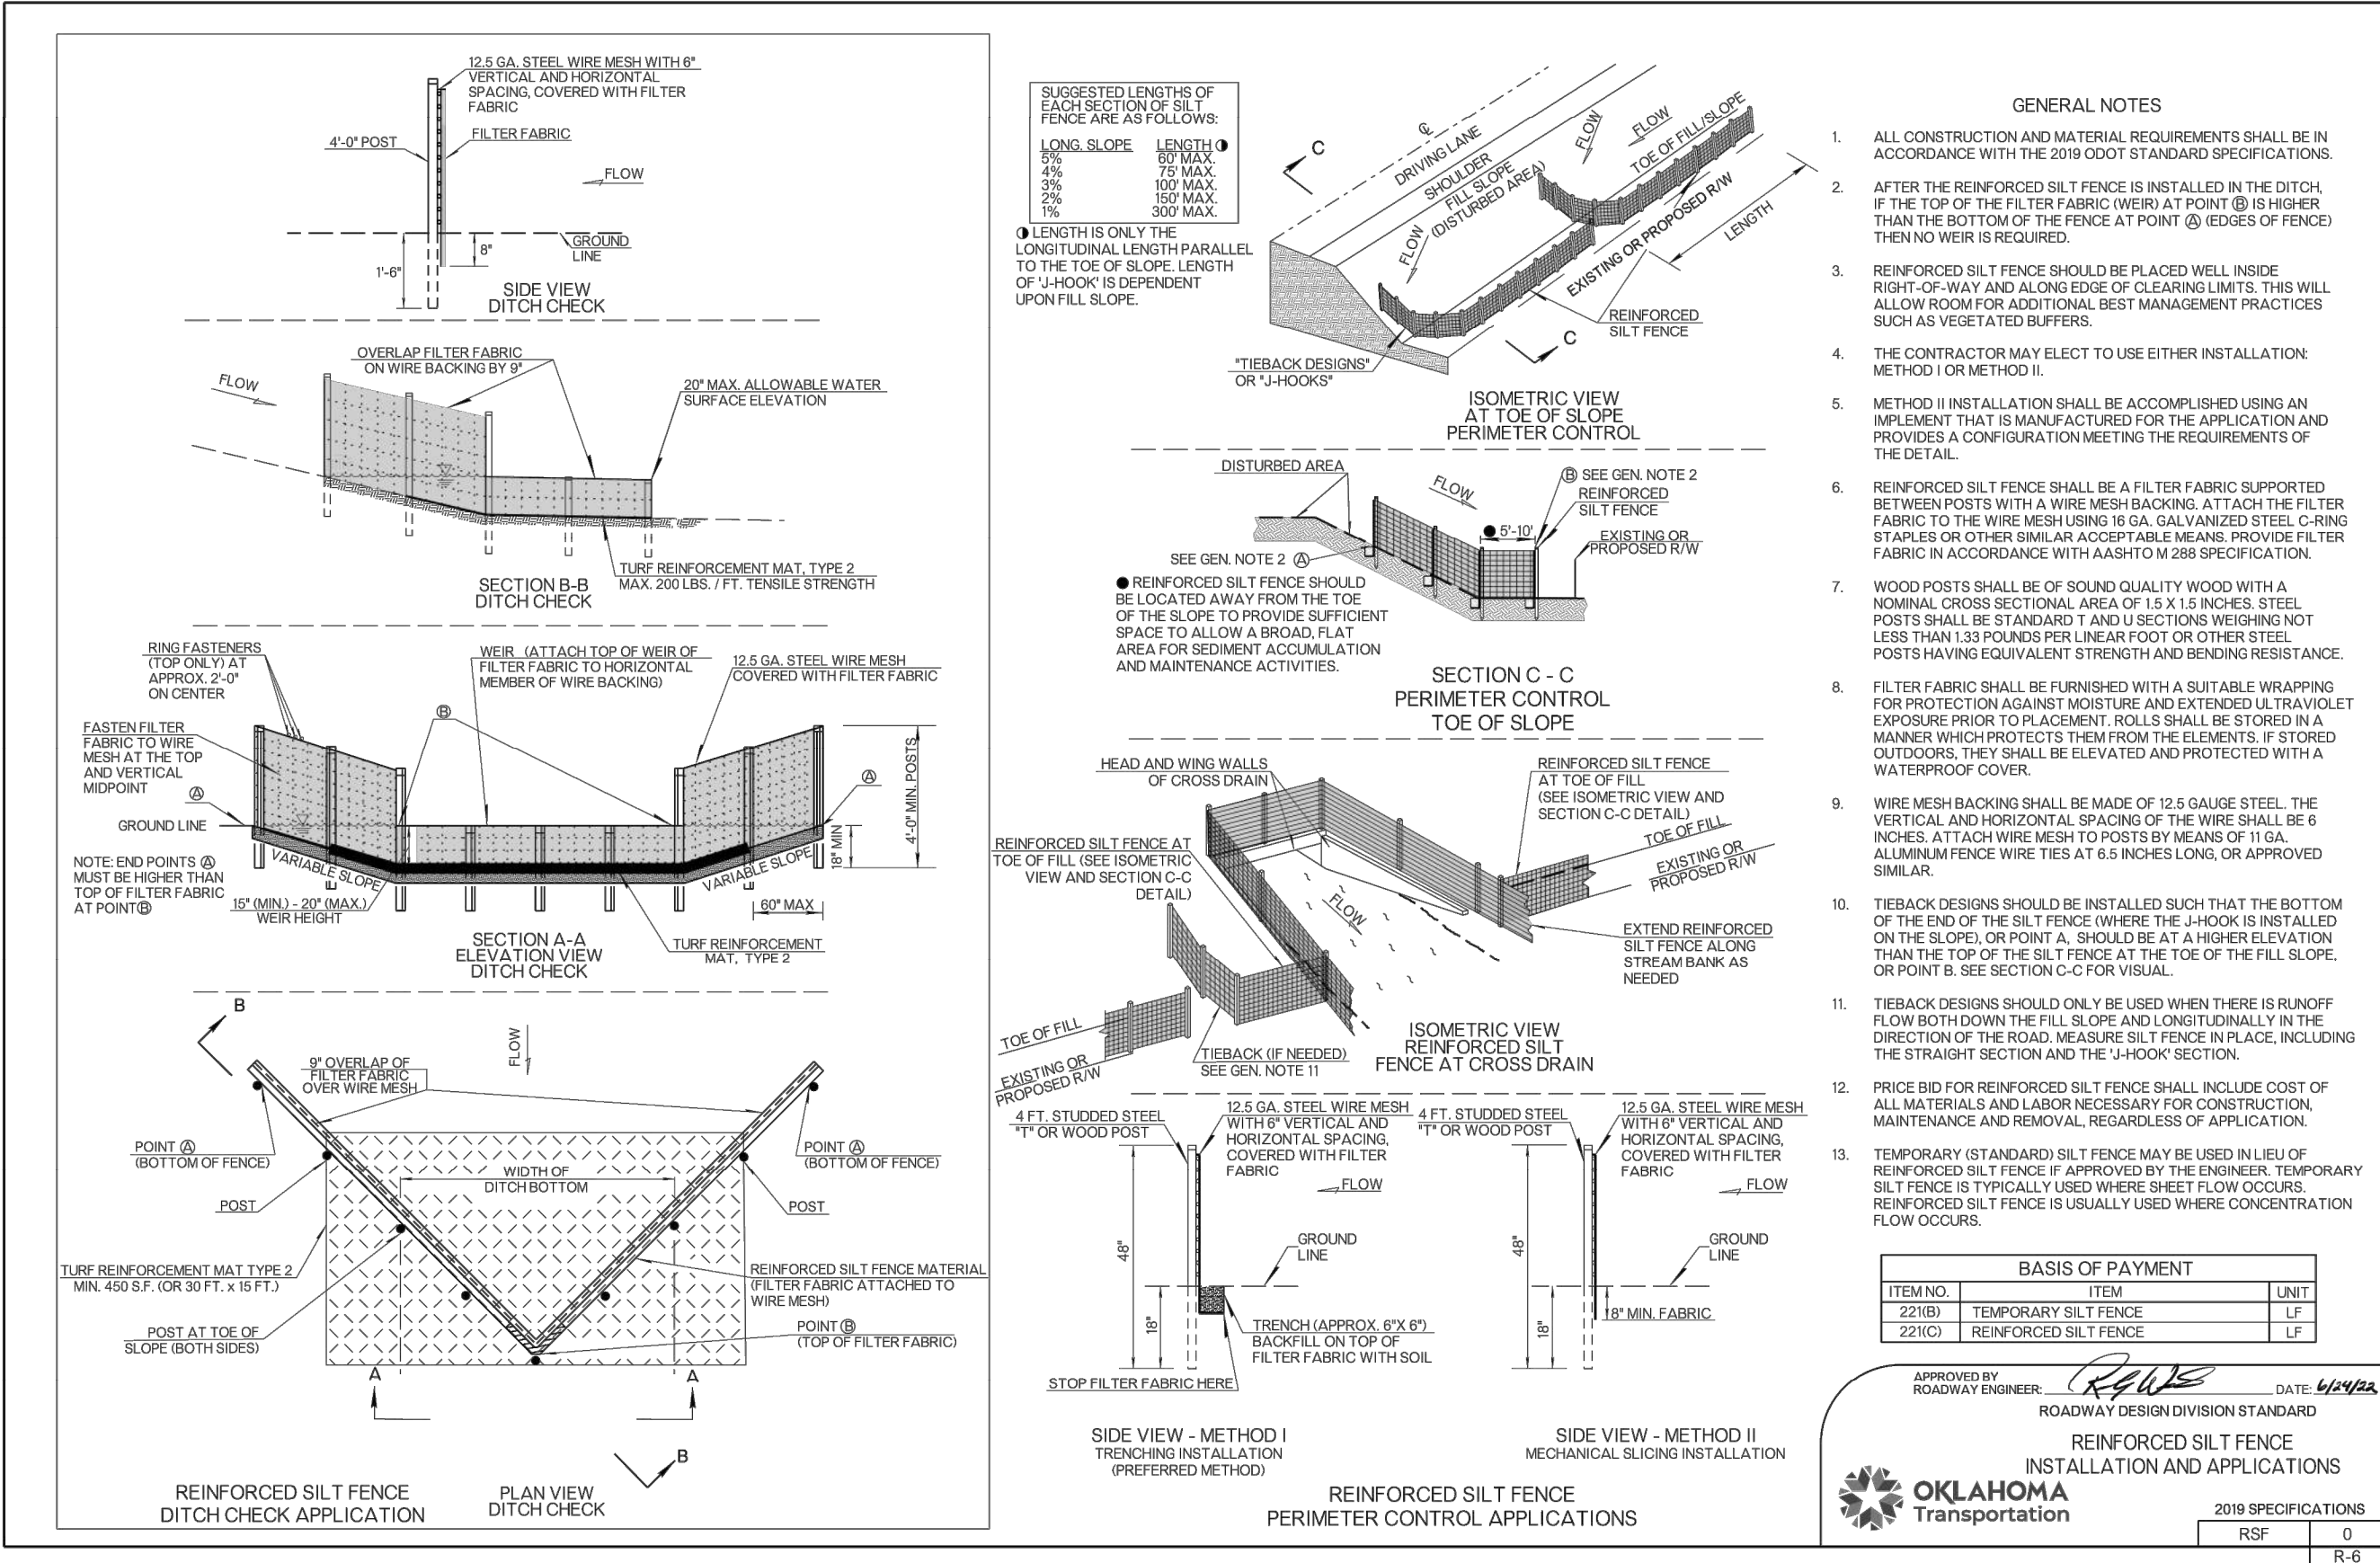 12.5 GA. STEEL WIRE MESH WITH 6"
VERTICAL AND HORIZONTAL
SPACING, COVERED WITH FILTER
FABRIC
4'-0" POST
FILTER FABRIC
FLOW
GROUND
LINE
8"
1'-6"
SIDE VIEW
DITCH CHECK
OVERLAP FILTER FABRIC
ON WIRE BACKING BY 9"
FLOW
20" MAX. ALLOWABLE WATER
SURFACE ELEVATION
TURF REINFORCEMENT MAT, TYPE 2
MAX. 200 LBS. / FT. TENSILE STRENGTH
SECTION B-B
DITCH CHECK
RING FASTENERS
(TOP ONLY) AT
APPROX. 2'-0"
ON CENTER
WEIR (ATTACH TOP OF WEIR OF
FILTER FABRIC TO HORIZONTAL
MEMBER OF WIRE BACKING)
12.5 GA. STEEL WIRE MESH
COVERED WITH FILTER FABRIC
FASTEN FILTER
FABRIC TO WIRE
MESH AT THE TOP
AND VERTICAL
MIDPOINT
B
A
A
GROUND LINE
4'-0" MIN. POSTS
18" MIN
VARIABLE SLOPE
VARIABLE SLOPE
NOTE: END POINTS Ⓐ
MUST BE HIGHER THAN
TOP OF FILTER FABRIC
AT POINT Ⓑ
15" (MIN.) - 20" (MAX.)
WEIR HEIGHT
60" MAX
SECTION A-A
ELEVATION VIEW
DITCH CHECK
TURF REINFORCEMENT
MAT, TYPE 2
B
FLOW
9" OVERLAP OF
FILTER FABRIC
OVER WIRE MESH
POINT Ⓐ
(BOTTOM OF FENCE)
POINT Ⓐ
(BOTTOM OF FENCE)
WIDTH OF
DITCH BOTTOM
POST
POST
TURF REINFORCEMENT MAT TYPE 2
MIN. 450 S.F. (OR 30 FT. x 15 FT.)
REINFORCED SILT FENCE MATERIAL
(FILTER FABRIC ATTACHED TO
WIRE MESH)
POST AT TOE OF
SLOPE (BOTH SIDES)
POINT Ⓑ
(TOP OF FILTER FABRIC)
A
A
B
REINFORCED SILT FENCE
DITCH CHECK APPLICATION
PLAN VIEW
DITCH CHECK
SUGGESTED LENGTHS OF
EACH SECTION OF SILT
FENCE ARE AS FOLLOWS:
LONG. SLOPE LENGTH ◑
5% 60' MAX.
4% 75' MAX.
3% 100' MAX.
2% 150' MAX.
1% 300' MAX.
◑ LENGTH IS ONLY THE
LONGITUDINAL LENGTH PARALLEL
TO THE TOE OF SLOPE. LENGTH
OF 'J-HOOK' IS DEPENDENT
UPON FILL SLOPE.
C
℄
DRIVING LANE
SHOULDER
FILL SLOPE
(DISTURBED AREA)
FLOW
FLOW
FLOW
TOE OF FILL/SLOPE
EXISTING OR PROPOSED R/W
LENGTH
REINFORCED
SILT FENCE
C
"TIEBACK DESIGNS"
OR "J-HOOKS"
ISOMETRIC VIEW
AT TOE OF SLOPE
PERIMETER CONTROL
DISTURBED AREA
FLOW
Ⓑ SEE GEN. NOTE 2
REINFORCED
SILT FENCE
● 5'-10'
EXISTING OR
PROPOSED R/W
SEE GEN. NOTE 2 Ⓐ
● REINFORCED SILT FENCE SHOULD
BE LOCATED AWAY FROM THE TOE
OF THE SLOPE TO PROVIDE SUFFICIENT
SPACE TO ALLOW A BROAD, FLAT
AREA FOR SEDIMENT ACCUMULATION
AND MAINTENANCE ACTIVITIES.
SECTION C - C
PERIMETER CONTROL
TOE OF SLOPE
HEAD AND WING WALLS
OF CROSS DRAIN
REINFORCED SILT FENCE
AT TOE OF FILL
(SEE ISOMETRIC VIEW AND
SECTION C-C DETAIL)
REINFORCED SILT FENCE AT
TOE OF FILL (SEE ISOMETRIC
VIEW AND SECTION C-C
DETAIL)
TOE OF FILL
EXISTING OR
PROPOSED R/W
FLOW
EXTEND REINFORCED
SILT FENCE ALONG
STREAM BANK AS
NEEDED
TOE OF FILL
EXISTING OR
PROPOSED R/W
TIEBACK (IF NEEDED)
SEE GEN. NOTE 11
ISOMETRIC VIEW
REINFORCED SILT
FENCE AT CROSS DRAIN
4 FT. STUDDED STEEL
"T" OR WOOD POST
12.5 GA. STEEL WIRE MESH
WITH 6" VERTICAL AND
HORIZONTAL SPACING,
COVERED WITH FILTER
FABRIC
FLOW
48"
GROUND
LINE
18"
TRENCH (APPROX. 6"X 6")
BACKFILL ON TOP OF
FILTER FABRIC WITH SOIL
STOP FILTER FABRIC HERE
SIDE VIEW - METHOD I
TRENCHING INSTALLATION
(PREFERRED METHOD)
4 FT. STUDDED STEEL
"T" OR WOOD POST
12.5 GA. STEEL WIRE MESH
WITH 6" VERTICAL AND
HORIZONTAL SPACING,
COVERED WITH FILTER
FABRIC
FLOW
48"
GROUND
LINE
8" MIN. FABRIC
18"
SIDE VIEW - METHOD II
MECHANICAL SLICING INSTALLATION
REINFORCED SILT FENCE
PERIMETER CONTROL APPLICATIONS
GENERAL NOTES
1. ALL CONSTRUCTION AND MATERIAL REQUIREMENTS SHALL BE IN
ACCORDANCE WITH THE 2019 ODOT STANDARD SPECIFICATIONS.
2. AFTER THE REINFORCED SILT FENCE IS INSTALLED IN THE DITCH,
IF THE TOP OF THE FILTER FABRIC (WEIR) AT POINT Ⓑ IS HIGHER
THAN THE BOTTOM OF THE FENCE AT POINT Ⓐ (EDGES OF FENCE)
THEN NO WEIR IS REQUIRED.
3. REINFORCED SILT FENCE SHOULD BE PLACED WELL INSIDE
RIGHT-OF-WAY AND ALONG EDGE OF CLEARING LIMITS. THIS WILL
ALLOW ROOM FOR ADDITIONAL BEST MANAGEMENT PRACTICES
SUCH AS VEGETATED BUFFERS.
4. THE CONTRACTOR MAY ELECT TO USE EITHER INSTALLATION:
METHOD I OR METHOD II.
5. METHOD II INSTALLATION SHALL BE ACCOMPLISHED USING AN
IMPLEMENT THAT IS MANUFACTURED FOR THE APPLICATION AND
PROVIDES A CONFIGURATION MEETING THE REQUIREMENTS OF
THE DETAIL.
6. REINFORCED SILT FENCE SHALL BE A FILTER FABRIC SUPPORTED
BETWEEN POSTS WITH A WIRE MESH BACKING. ATTACH THE FILTER
FABRIC TO THE WIRE MESH USING 16 GA. GALVANIZED STEEL C-RING
STAPLES OR OTHER SIMILAR ACCEPTABLE MEANS. PROVIDE FILTER
FABRIC IN ACCORDANCE WITH AASHTO M 288 SPECIFICATION.
7. WOOD POSTS SHALL BE OF SOUND QUALITY WOOD WITH A
NOMINAL CROSS SECTIONAL AREA OF 1.5 X 1.5 INCHES. STEEL
POSTS SHALL BE STANDARD T AND U SECTIONS WEIGHING NOT
LESS THAN 1.33 POUNDS PER LINEAR FOOT OR OTHER STEEL
POSTS HAVING EQUIVALENT STRENGTH AND BENDING RESISTANCE.
8. FILTER FABRIC SHALL BE FURNISHED WITH A SUITABLE WRAPPING
FOR PROTECTION AGAINST MOISTURE AND EXTENDED ULTRAVIOLET
EXPOSURE PRIOR TO PLACEMENT. ROLLS SHALL BE STORED IN A
MANNER WHICH PROTECTS THEM FROM THE ELEMENTS. IF STORED
OUTDOORS, THEY SHALL BE ELEVATED AND PROTECTED WITH A
WATERPROOF COVER.
9. WIRE MESH BACKING SHALL BE MADE OF 12.5 GAUGE STEEL. THE
VERTICAL AND HORIZONTAL SPACING OF THE WIRE SHALL BE 6
INCHES. ATTACH WIRE MESH TO POSTS BY MEANS OF 11 GA.
ALUMINUM FENCE WIRE TIES AT 6.5 INCHES LONG, OR APPROVED
SIMILAR.
10. TIEBACK DESIGNS SHOULD BE INSTALLED SUCH THAT THE BOTTOM
OF THE END OF THE SILT FENCE (WHERE THE J-HOOK IS INSTALLED
ON THE SLOPE), OR POINT A, SHOULD BE AT A HIGHER ELEVATION
THAN THE TOP OF THE SILT FENCE AT THE TOE OF THE FILL SLOPE,
OR POINT B. SEE SECTION C-C FOR VISUAL.
11. TIEBACK DESIGNS SHOULD ONLY BE USED WHEN THERE IS RUNOFF
FLOW BOTH DOWN THE FILL SLOPE AND LONGITUDINALLY IN THE
DIRECTION OF THE ROAD. MEASURE SILT FENCE IN PLACE, INCLUDING
THE STRAIGHT SECTION AND THE 'J-HOOK' SECTION.
12. PRICE BID FOR REINFORCED SILT FENCE SHALL INCLUDE COST OF
ALL MATERIALS AND LABOR NECESSARY FOR CONSTRUCTION,
MAINTENANCE AND REMOVAL, REGARDLESS OF APPLICATION.
13. TEMPORARY (STANDARD) SILT FENCE MAY BE USED IN LIEU OF
REINFORCED SILT FENCE IF APPROVED BY THE ENGINEER. TEMPORARY
SILT FENCE IS TYPICALLY USED WHERE SHEET FLOW OCCURS.
REINFORCED SILT FENCE IS USUALLY USED WHERE CONCENTRATION
FLOW OCCURS.
BASIS OF PAYMENT
ITEM NO. ITEM UNIT
221(B) TEMPORARY SILT FENCE LF
221(C) REINFORCED SILT FENCE LF
APPROVED BY
ROADWAY ENGINEER: DATE: 6/24/22
ROADWAY DESIGN DIVISION STANDARD
REINFORCED SILT FENCE
INSTALLATION AND APPLICATIONS
OKLAHOMA
Transportation
2019 SPECIFICATIONS
RSF 0
R-6